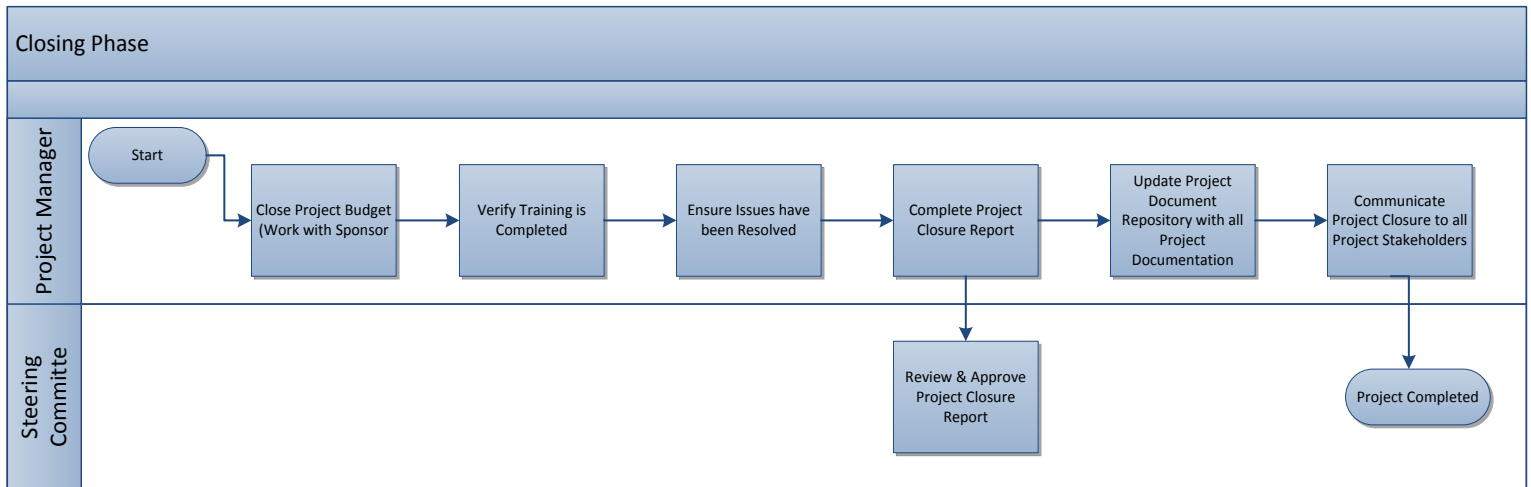 Closing Phase
Project Manager
Start
Close Project Budget
(Work with Sponsor
Verify Training is
Completed
Ensure Issues have
been Resolved
Complete Project
Closure Report
Update Project
Document
Repository with all
Project
Documentation
Communicate
Project Closure to all
Project Stakeholders
Steering
Committe
Review & Approve
Project Closure
Report
Project Completed